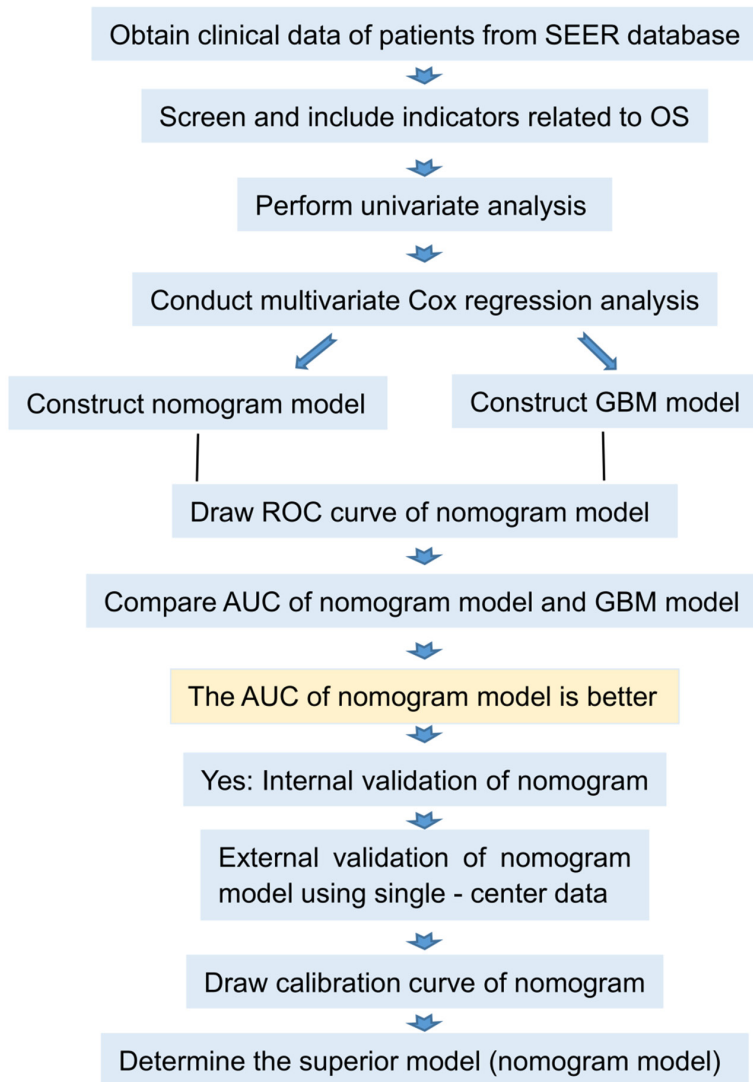 Obtain clinical data of patients from SEER database
Screen and include indicators related to OS
Perform univariate analysis
Conduct multivariate Cox regression analysis
Construct nomogram model
Construct GBM model
Draw ROC curve of nomogram model
Compare AUC of nomogram model and GBM model
The AUC of nomogram model is better
Yes: Internal validation of nomogram
External validation of nomogram
model using single - center data
Draw calibration curve of nomogram
Determine the superior model (nomogram model)